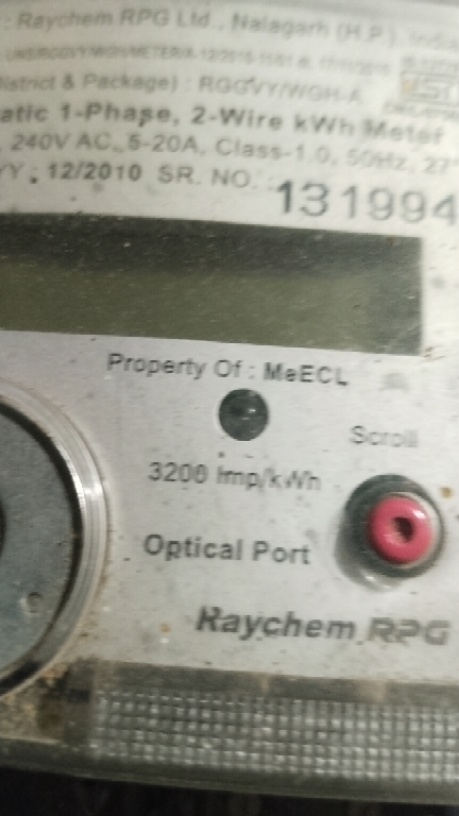 : Raychem RPG Ltd., Nalagarh (H.P.), India
District & Package) : RGGVY/WGH-A
atic 1-Phase, 2-Wire kWh Meter
240V AC, 5-20A, Class-1.0, 50Hz, 27°
YY : 12/2010 SR. NO. : 131994
Property Of : MeECL
Scroll
3200 Imp/kWh
Optical Port
Raychem RPG